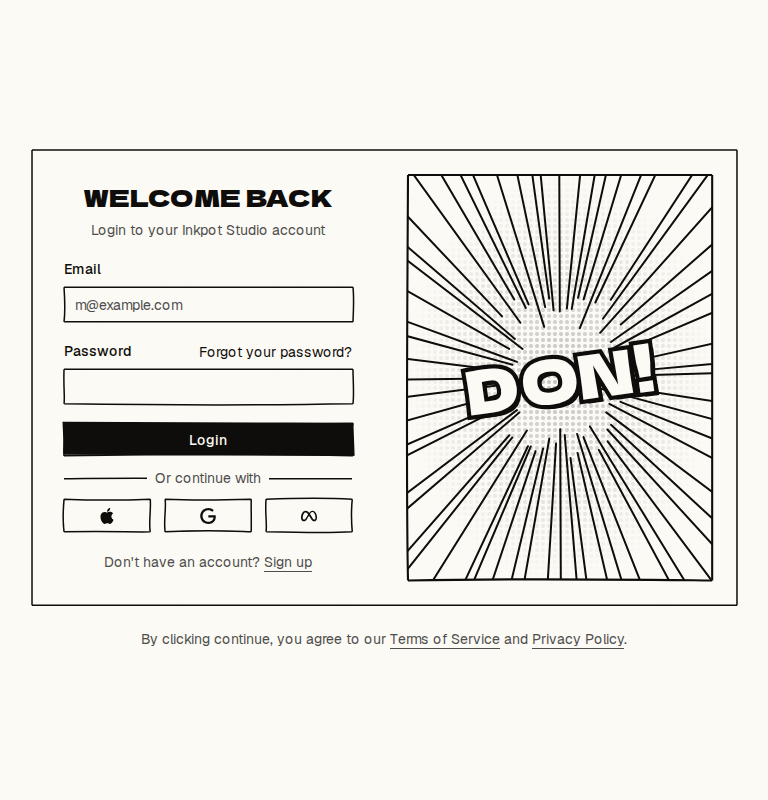 WELCOME BACK
Login to your Inkpot Studio account
Email
m@example.com
Password
Forgot your password?
Login
Or continue with
Don't have an account? Sign up
DON!
By clicking continue, you agree to our Terms of Service and Privacy Policy.